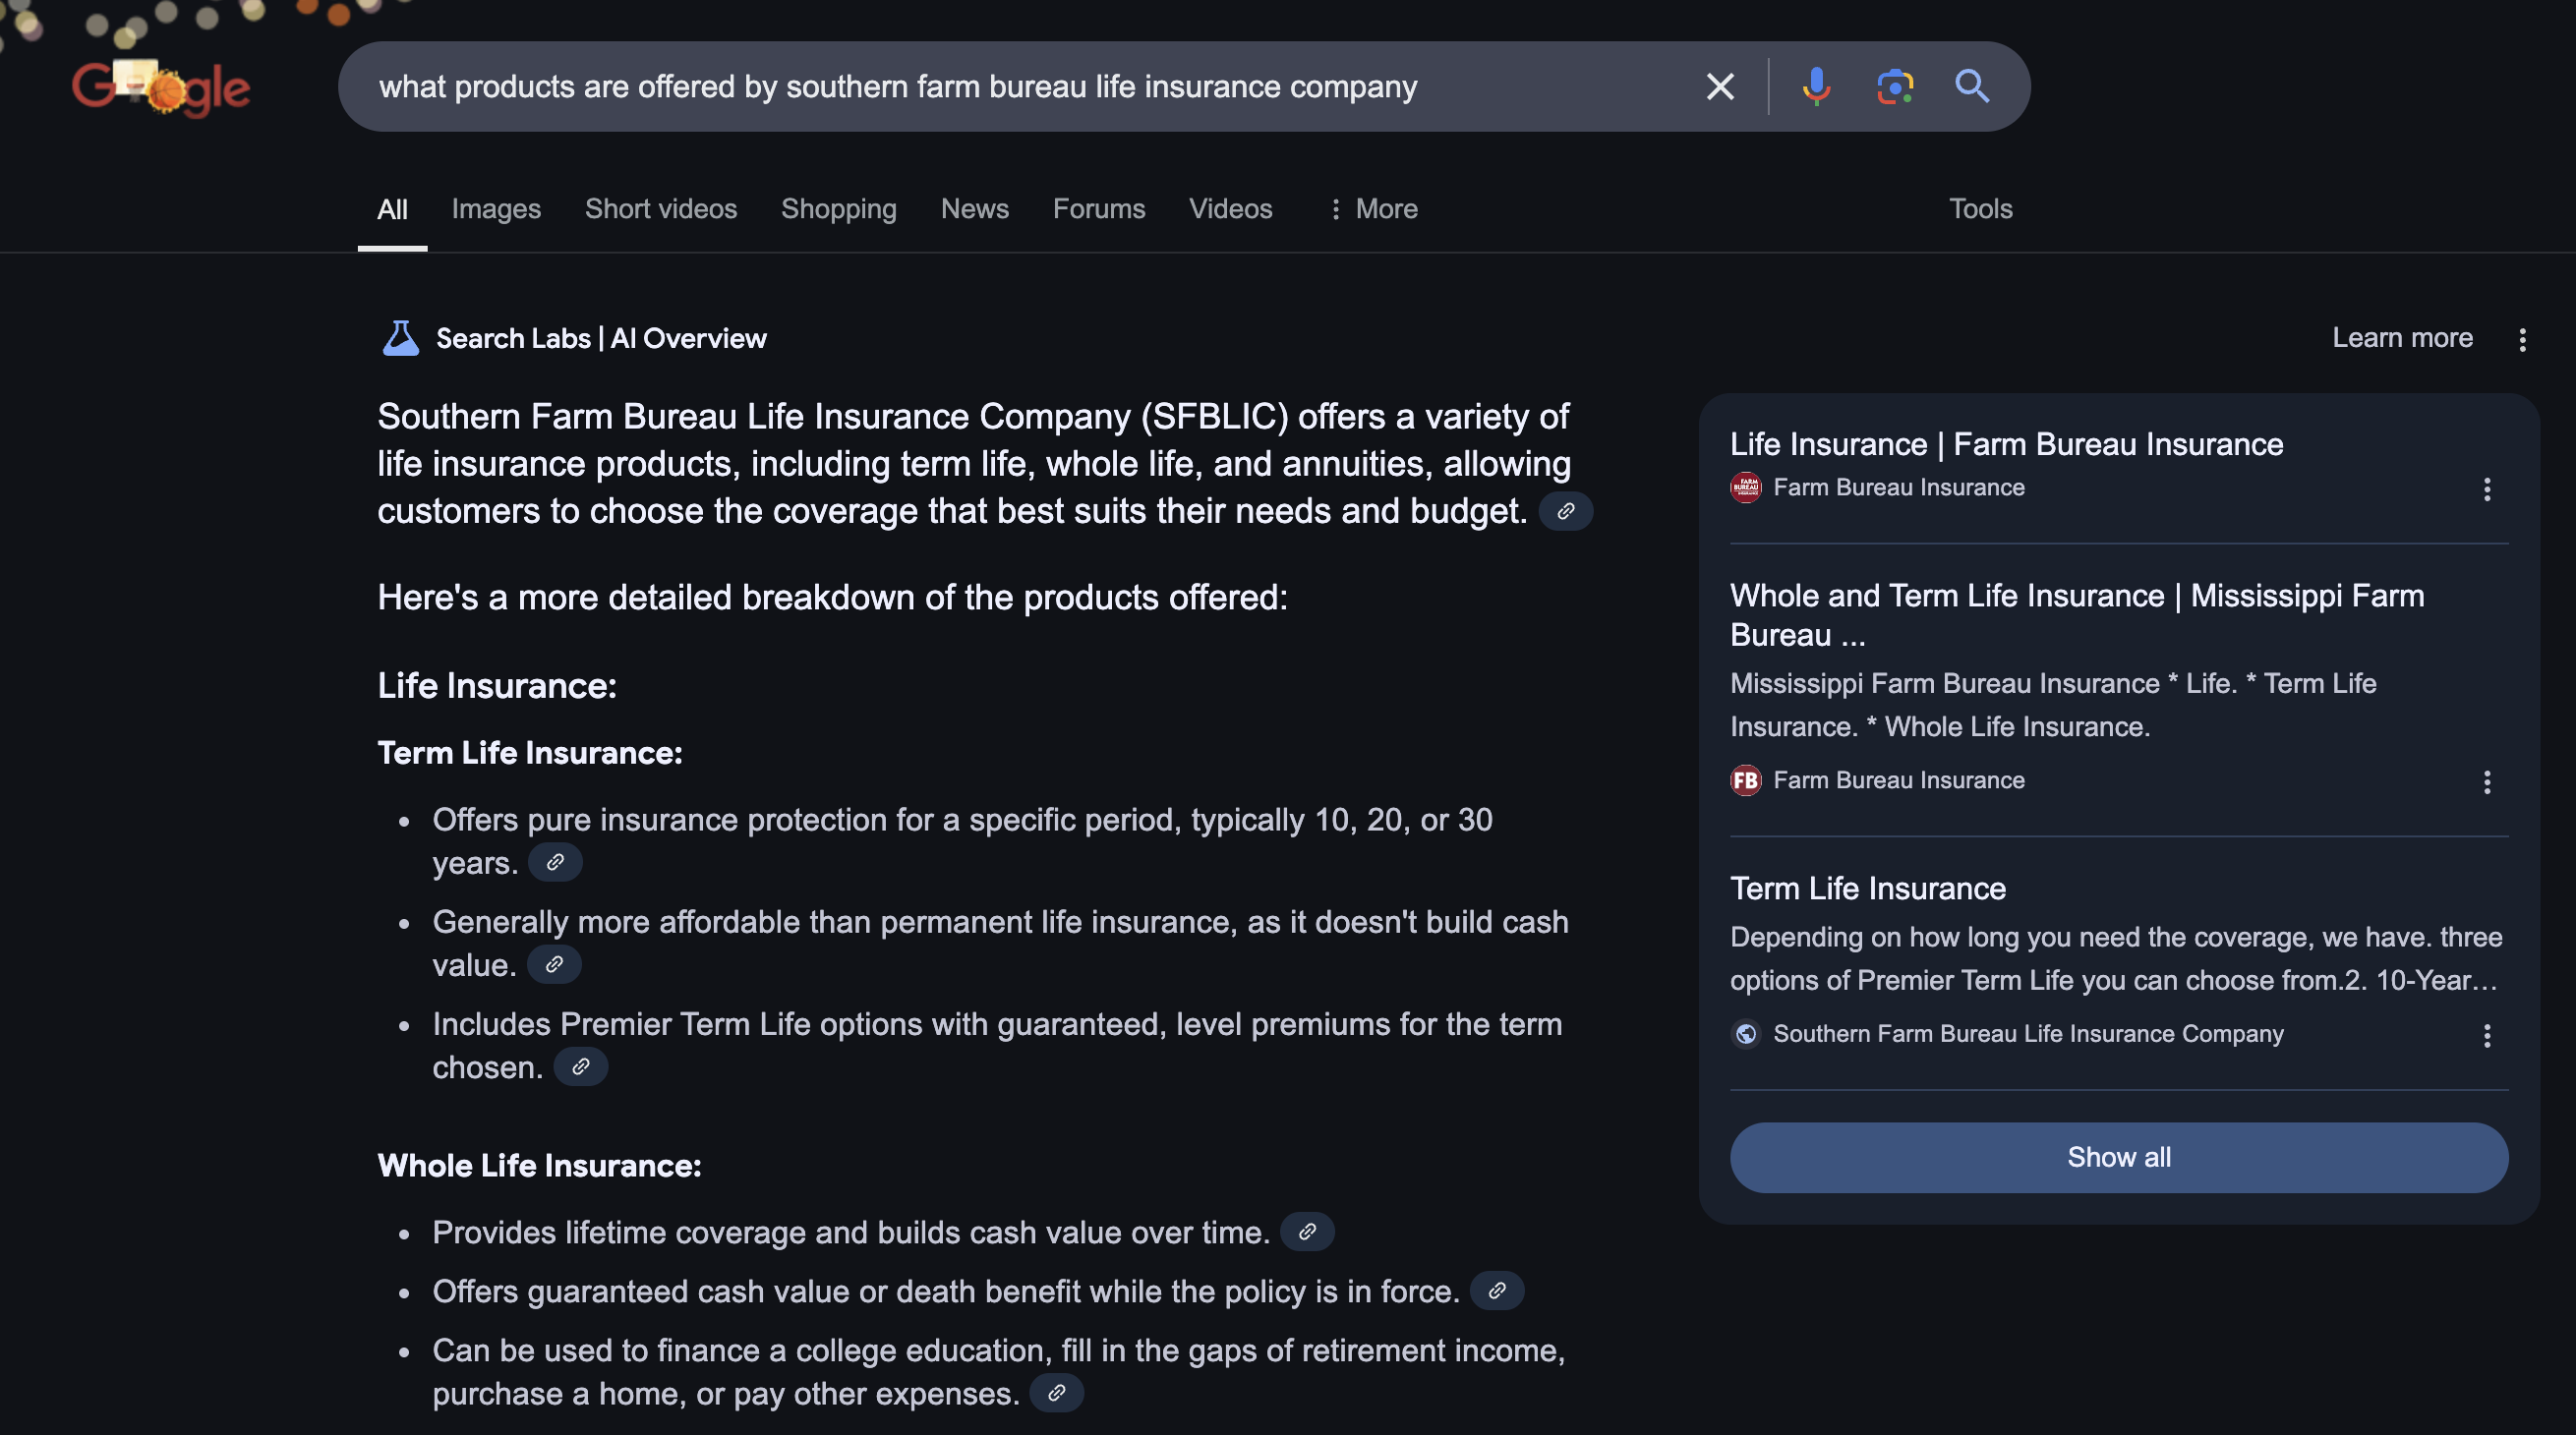 Google
what products are offered by southern farm bureau life insurance company
All
Images
Short videos
Shopping
News
Forums
Videos
More
Tools
Search Labs | AI Overview
Learn more
Southern Farm Bureau Life Insurance Company (SFBLIC) offers a variety of
life insurance products, including term life, whole life, and annuities, allowing
customers to choose the coverage that best suits their needs and budget.
Here's a more detailed breakdown of the products offered:
Life Insurance:
Term Life Insurance:
• Offers pure insurance protection for a specific period, typically 10, 20, or 30
years.
• Generally more affordable than permanent life insurance, as it doesn't build cash
value.
• Includes Premier Term Life options with guaranteed, level premiums for the term
chosen.
Whole Life Insurance:
• Provides lifetime coverage and builds cash value over time.
• Offers guaranteed cash value or death benefit while the policy is in force.
• Can be used to finance a college education, fill in the gaps of retirement income,
purchase a home, or pay other expenses.
Life Insurance | Farm Bureau Insurance
FARM
BUREAU
INSURANCE
Farm Bureau Insurance
Whole and Term Life Insurance | Mississippi Farm
Bureau ...
Mississippi Farm Bureau Insurance * Life. * Term Life
Insurance. * Whole Life Insurance.
FB
Farm Bureau Insurance
Term Life Insurance
Depending on how long you need the coverage, we have. three
options of Premier Term Life you can choose from.2. 10-Year...
Southern Farm Bureau Life Insurance Company
Show all